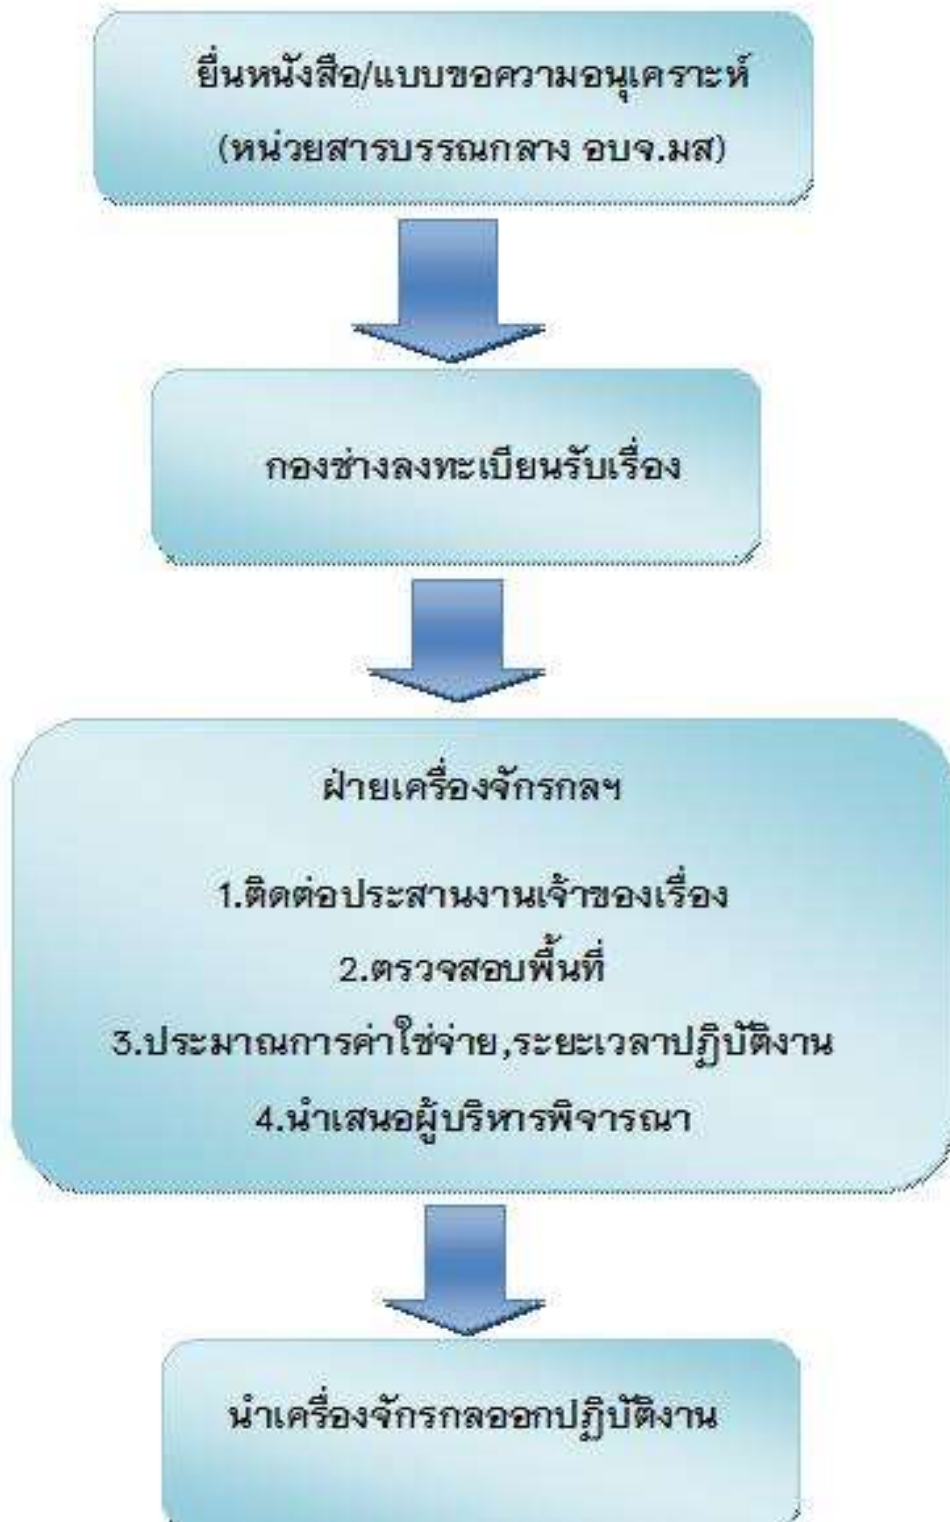 ยื่นหนังสือ/แบบขอความอนุเคราะห์
(หน่วยสารบรรณกลาง อบจ.มส)
กองช่างลงทะเบียนรับเรื่อง
ฝ่ายเครื่องจักรกลฯ
1.ติดต่อประสานงานเจ้าของเรื่อง
2.ตรวจสอบพื้นที่
3.ประมาณการค่าใช่จ่าย,ระยะเวลาปฏิบัติงาน
4.นำเสนอผู้บริหารพิจารณา
นำเครื่องจักรกลออกปฏิบัติงาน